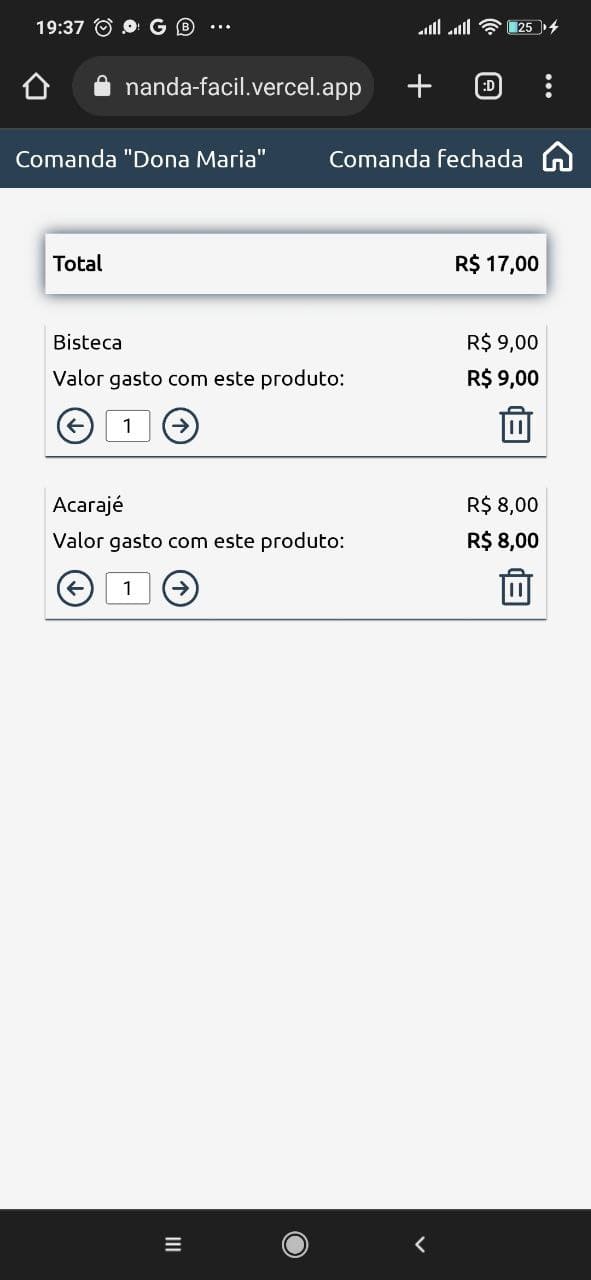 19:37
25
nanda-facil.vercel.app
:D
Comanda "Dona Maria" Comanda fechada
Total R$ 17,00
Bisteca R$ 9,00
Valor gasto com este produto: R$ 9,00
1
Acarajé R$ 8,00
Valor gasto com este produto: R$ 8,00
1